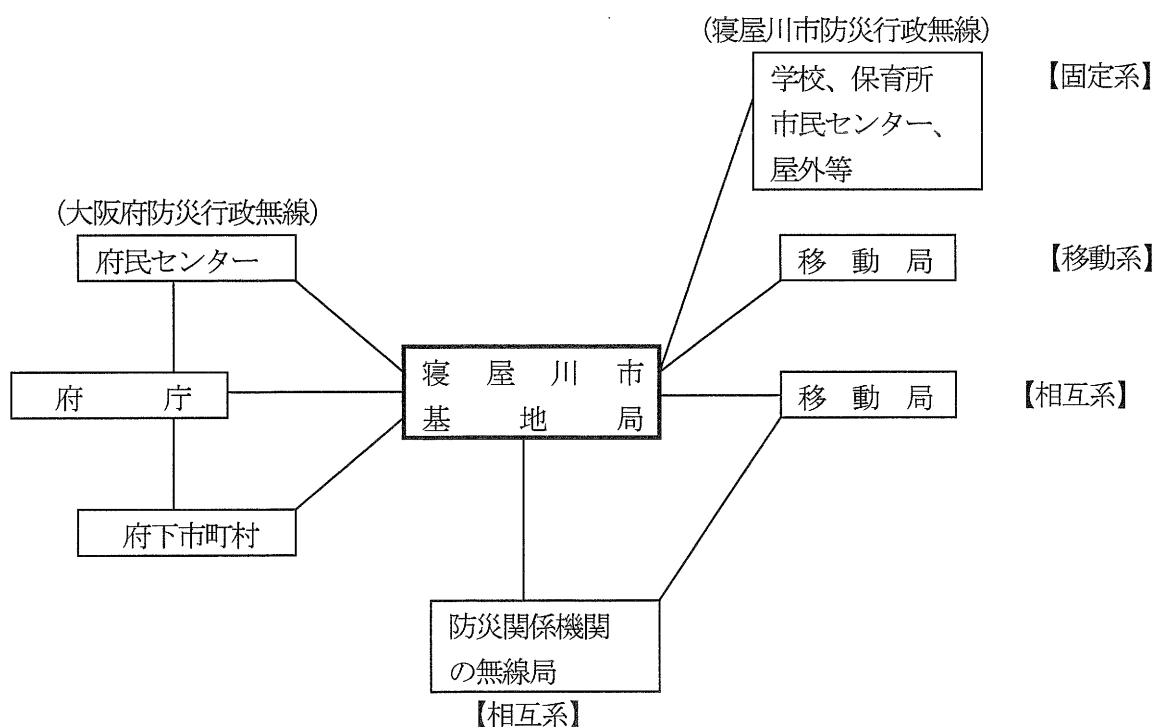 (寝屋川市防災行政無線)
学校、保育所
市民センター、
屋外等
【固定系】
(大阪府防災行政無線)
府民センター
移動局
【移動系】
寝屋川市
基地局
府庁
移動局
【相互系】
府下市町村
防災関係機関
の無線局
【相互系】